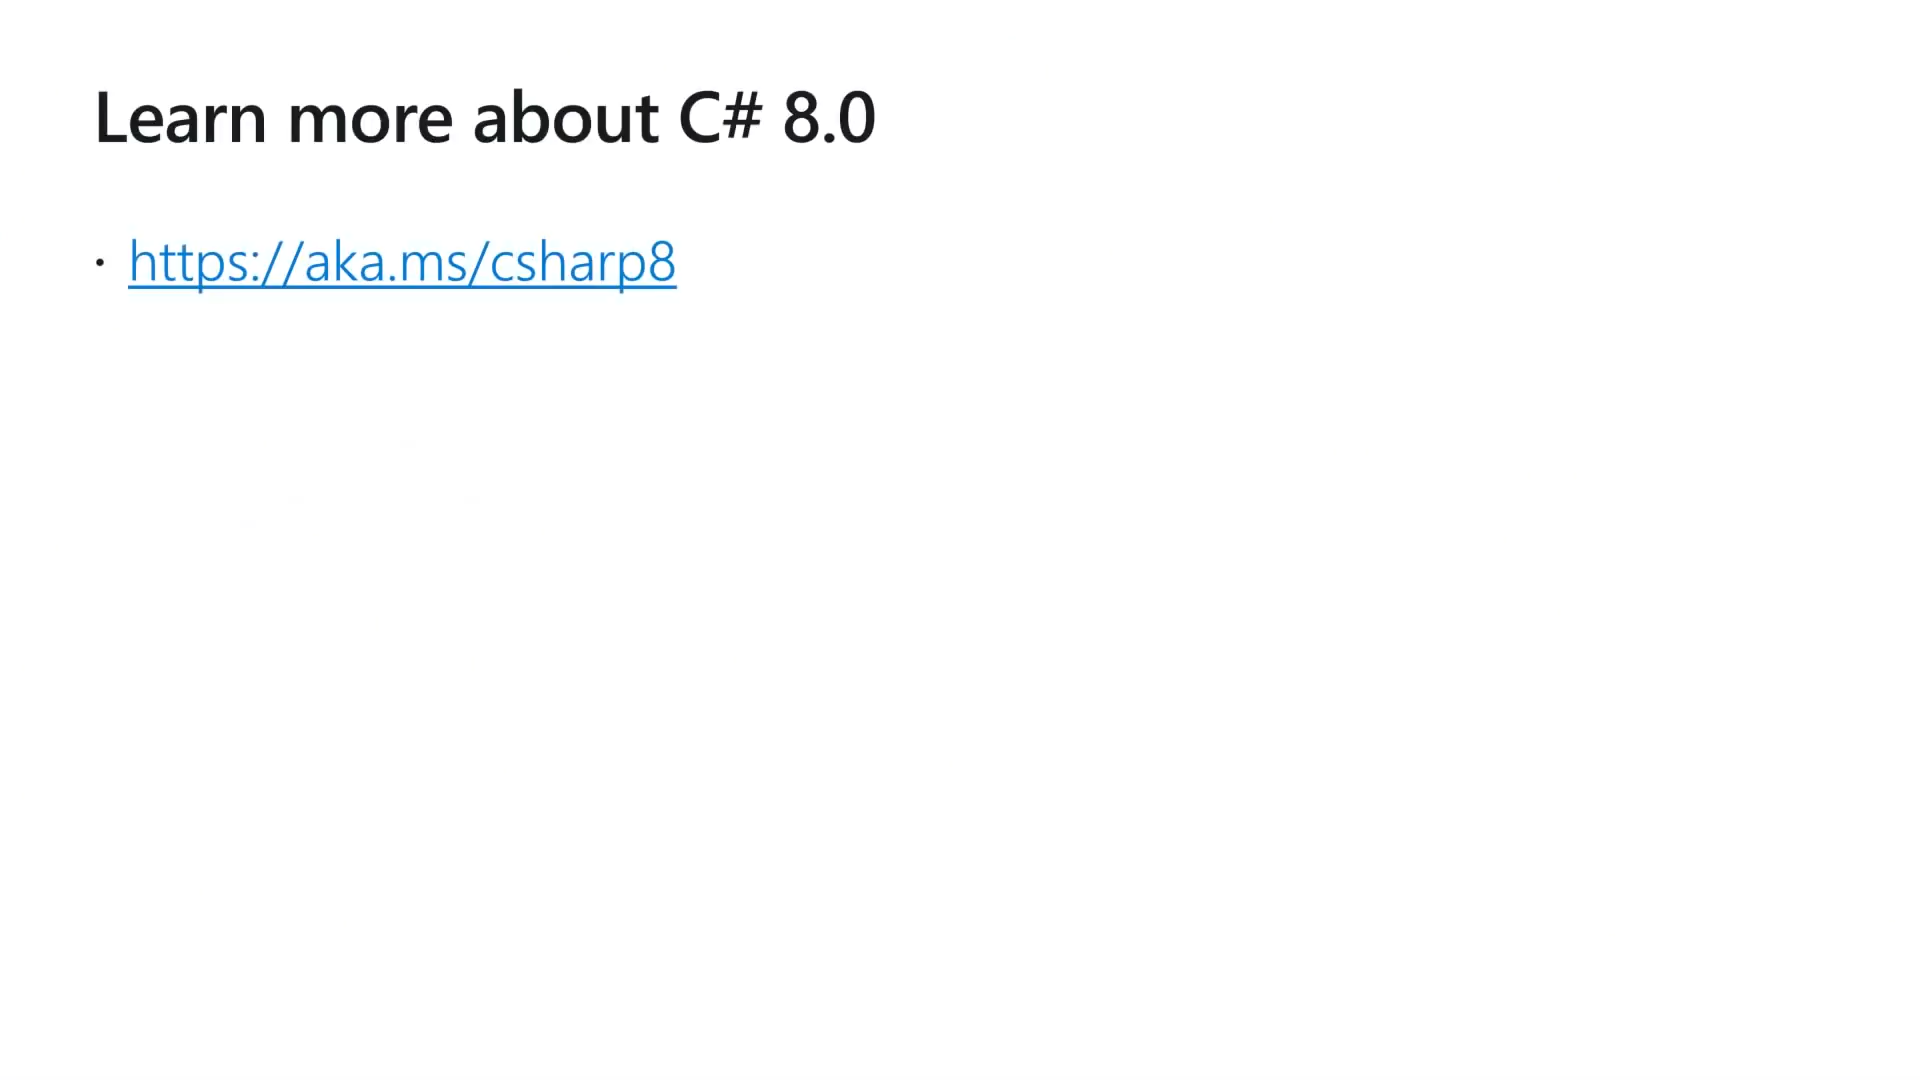 Learn more about C# 8.0
• https://aka.ms/csharp8